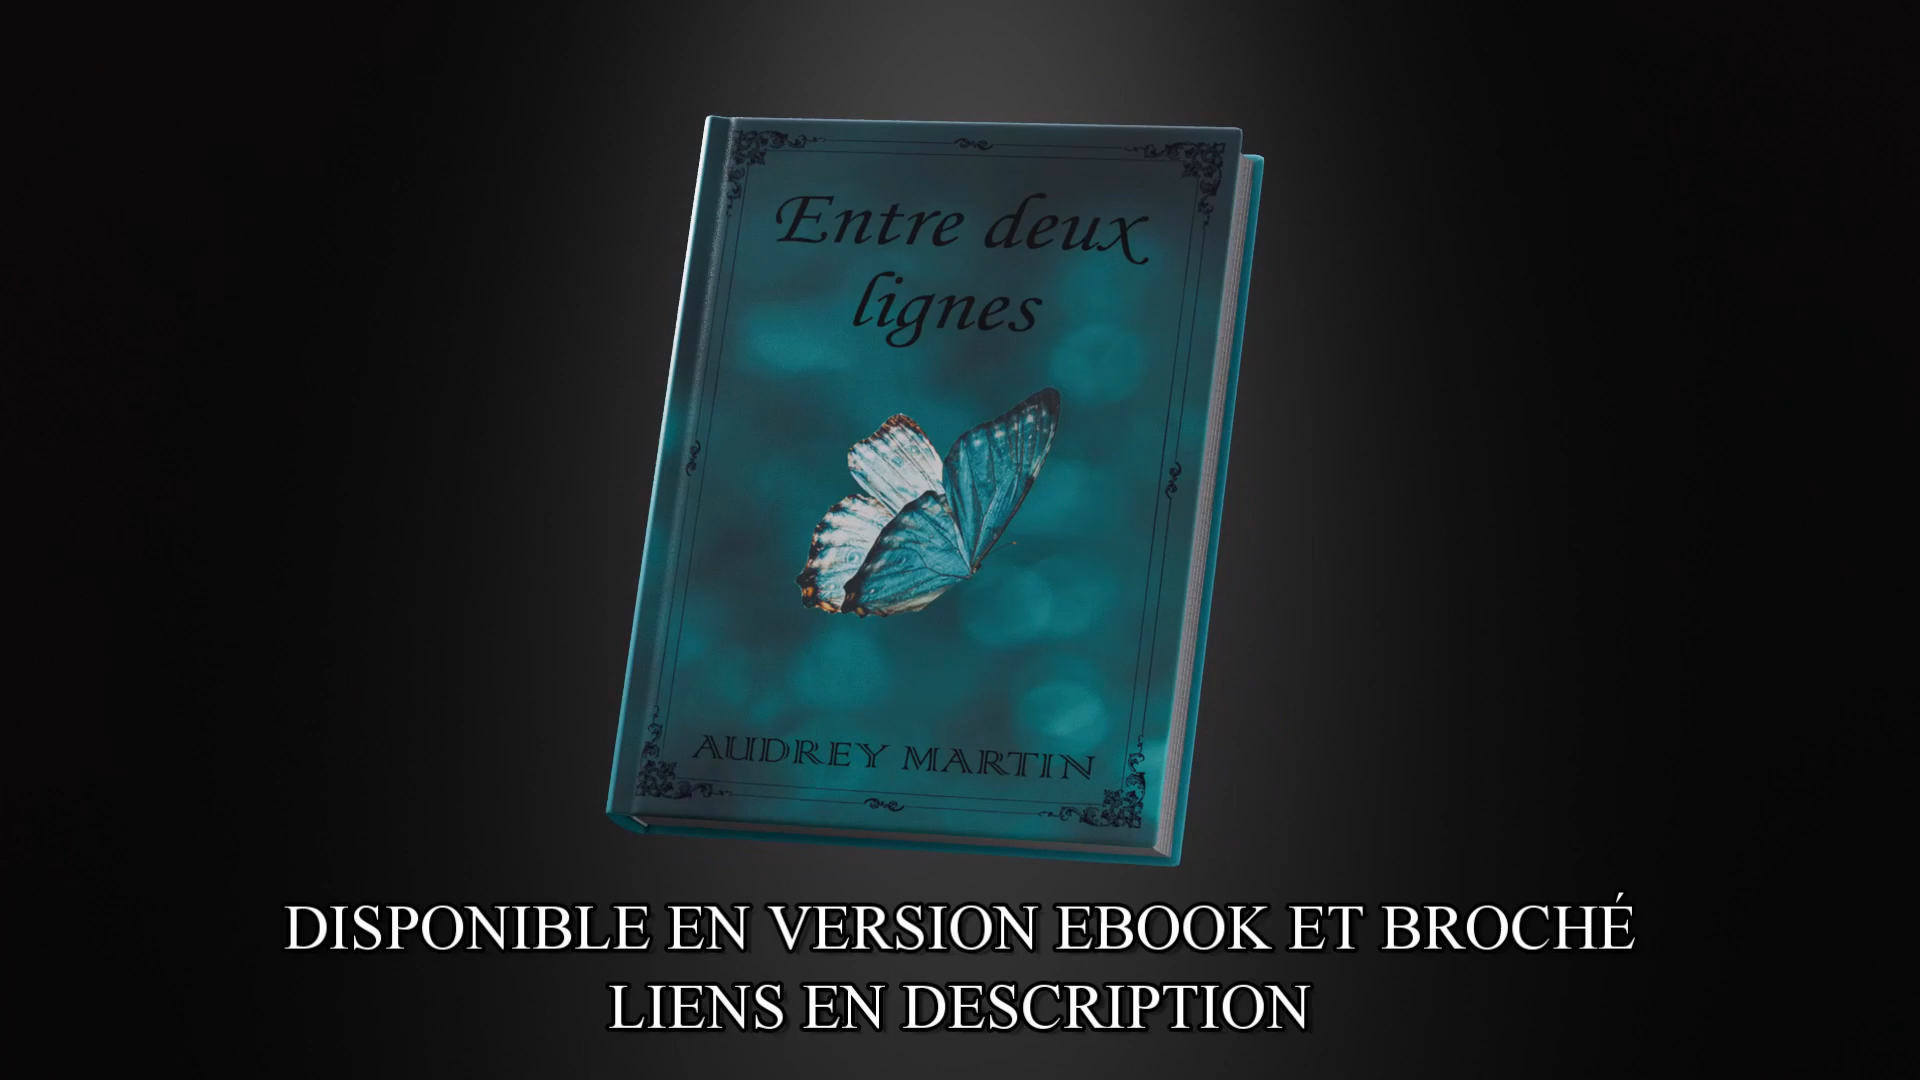 Entre deux
lignes
AUDREY MARTIN
DISPONIBLE EN VERSION EBOOK ET BROCHÉ
LIENS EN DESCRIPTION